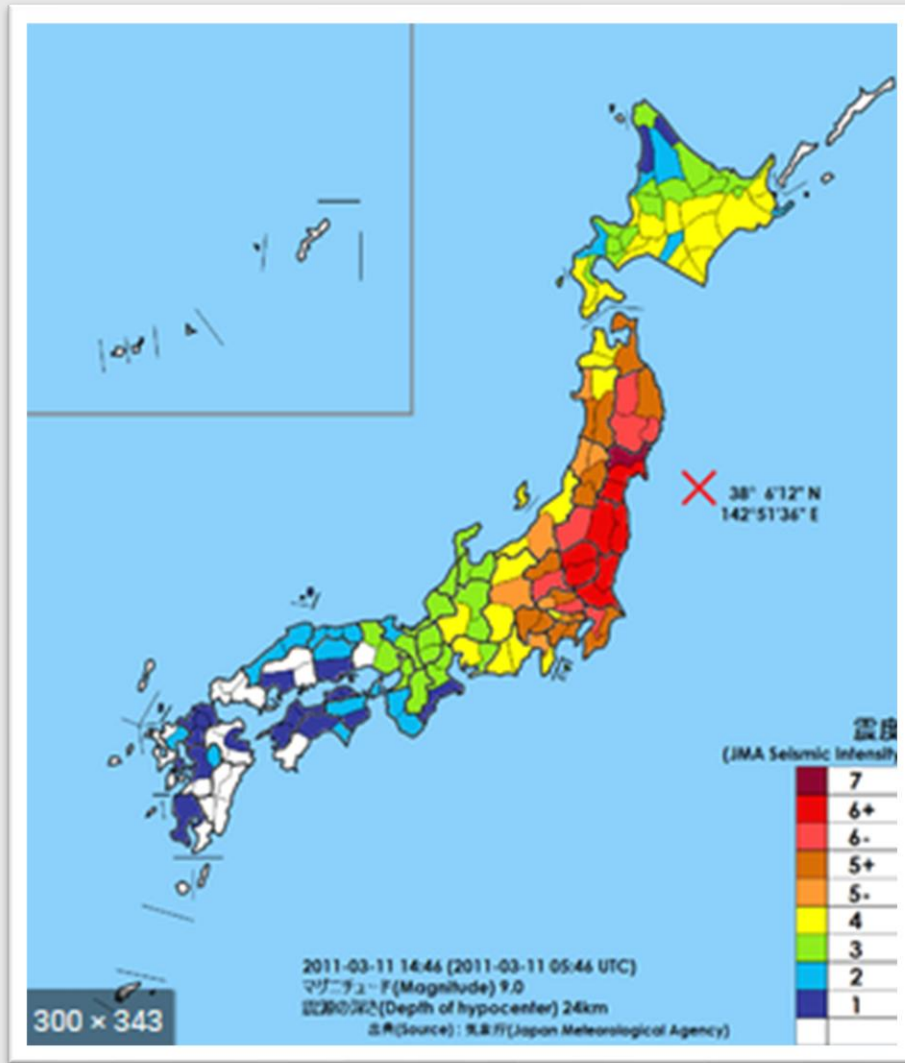 38° 6'12" N
142°51'36" E
震度
(JMA Seismic Intensity
7
6+
6-
5+
5-
4
3
2
1
2011-03-11 14:46 (2011-03-11 05:46 UTC)
マグニチュード(Magnitude) 9.0
震源の深さ(Depth of hypocenter) 24km
出典(Source) : 気象庁(Japan Meteorological Agency)
300 × 343